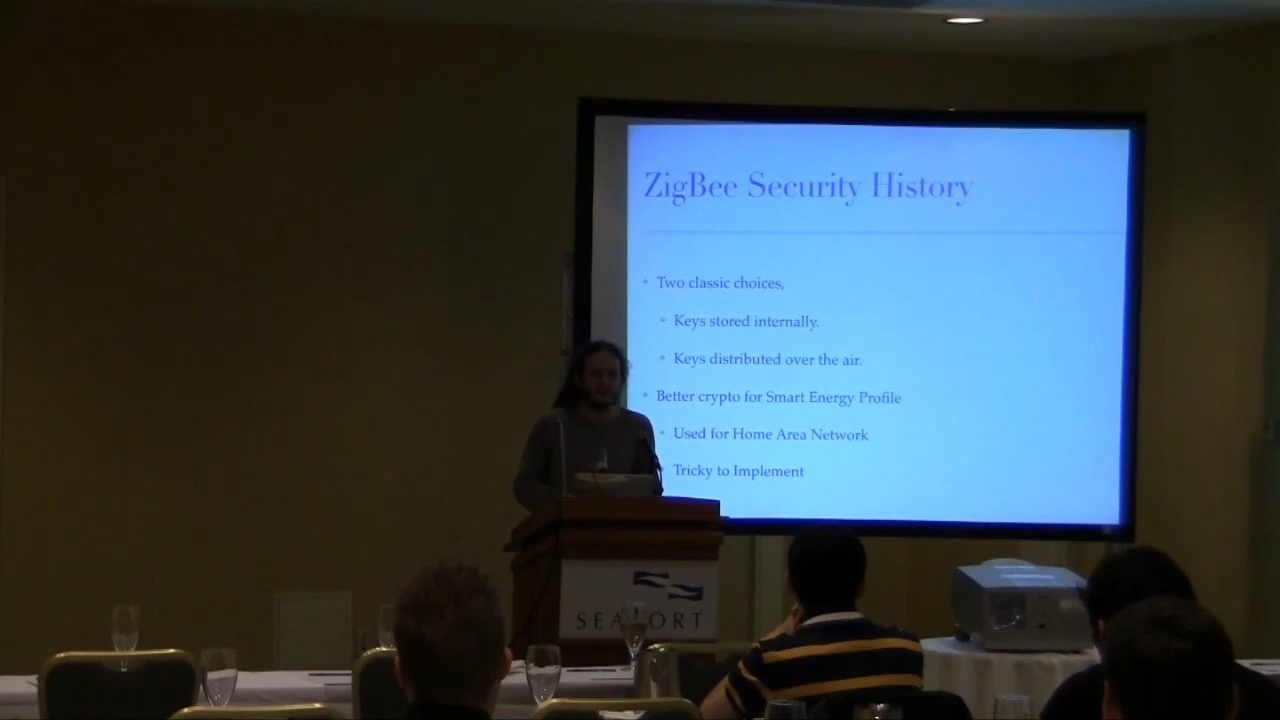 ZigBee Security History
Two classic choices,
Keys stored internally.
Keys distributed over the air.
Better crypto for Smart Energy Profile
Used for Home Area Network
Tricky to Implement